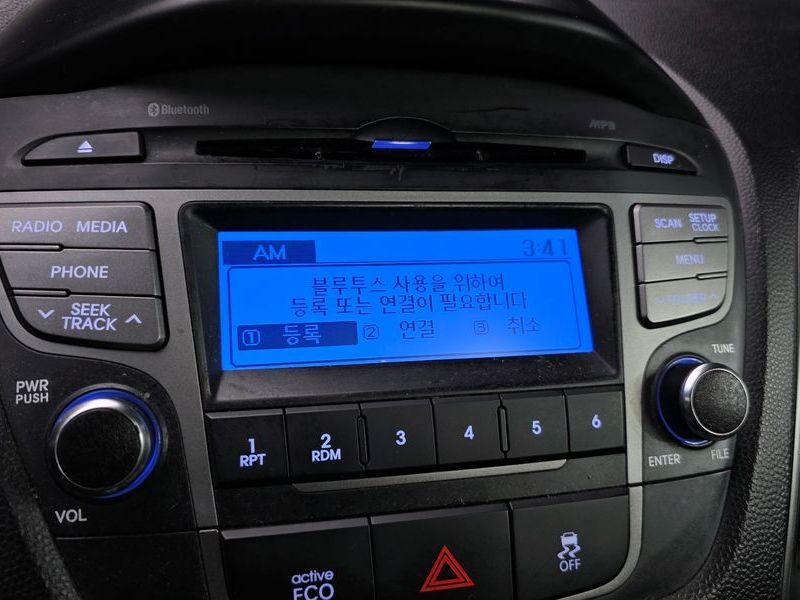 Bluetooth
MP3
DISP
RADIO MEDIA
SCAN SETUP
CLOCK
PHONE
MENU
SEEK
TRACK
FOLDER
AM 3:41
블루투스 사용을 위하여
등록 또는 연결이 필요합니다
1 등록 2 연결 3 취소
PWR
PUSH
VOL
TUNE
ENTER
FILE
1
RPT
2
RDM
3
4
5
6
active
ECO
OFF